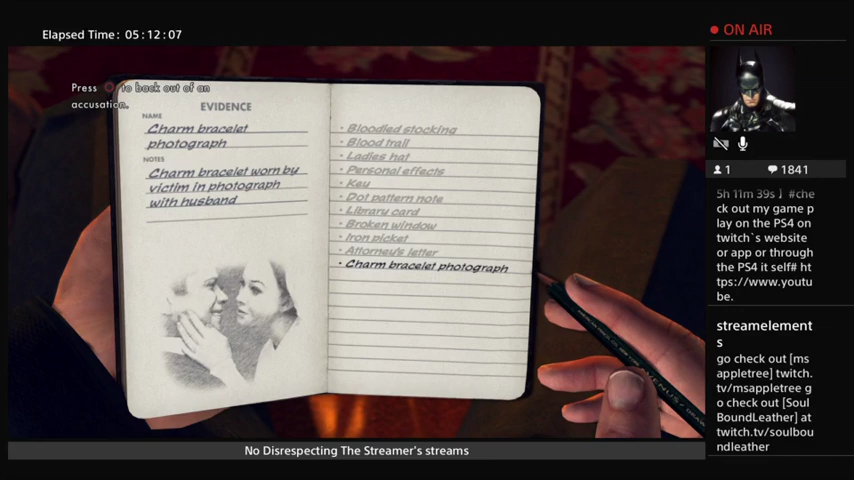 Elapsed Time: 05:12:07
Press to back out of an
accusation.
EVIDENCE
NAME
Charm bracelet
photograph
NOTES
Charm bracelet worn by
victim in photograph
with husband
· Bloodied stocking
· Blood trail
· Ladies hat
· Personal effects
· Key
· Dot pattern note
· Library card
· Broken window
· Iron picket
· Attorney's letter
· Charm bracelet photograph
No Disrespecting The Streamer's streams
ON AIR
1 1841
5h 11m 39s] #che
ck out my game p
lay on the PS4 on
twitch`s website
or app or through
the PS4 it self# ht
tps://www.youtu
be.
streamelement
s
go check out [ms
appletree] twitch.
tv/msappletree g
o check out [Soul
BoundLeather] at
twitch.tv/soulbou
ndleather